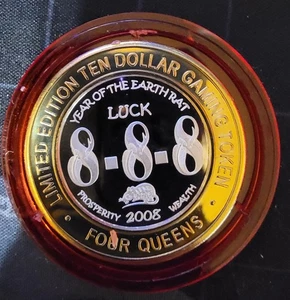 LIMITED EDITION TEN DOLLAR GAMING TOKEN
YEAR OF THE EARTH RAT
LUCK
8-8-8
PROSPERITY 2008 WEALTH
• FOUR QUEENS •